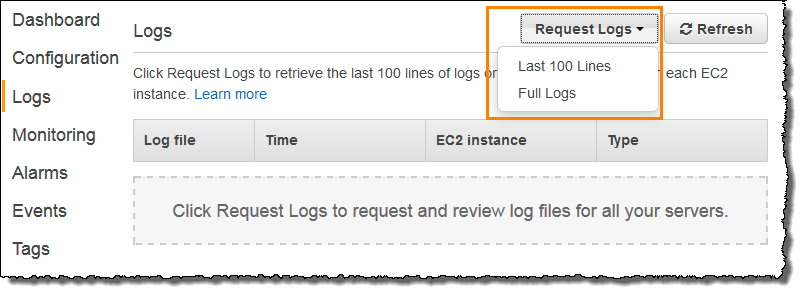 Dashboard
Configuration
Logs
Monitoring
Alarms
Events
Tags
Logs
Request Logs
Refresh
Last 100 Lines
Full Logs
Click Request Logs to retrieve the last 100 lines of logs or each EC2
instance. Learn more
Log file Time EC2 instance Type
Click Request Logs to request and review log files for all your servers.